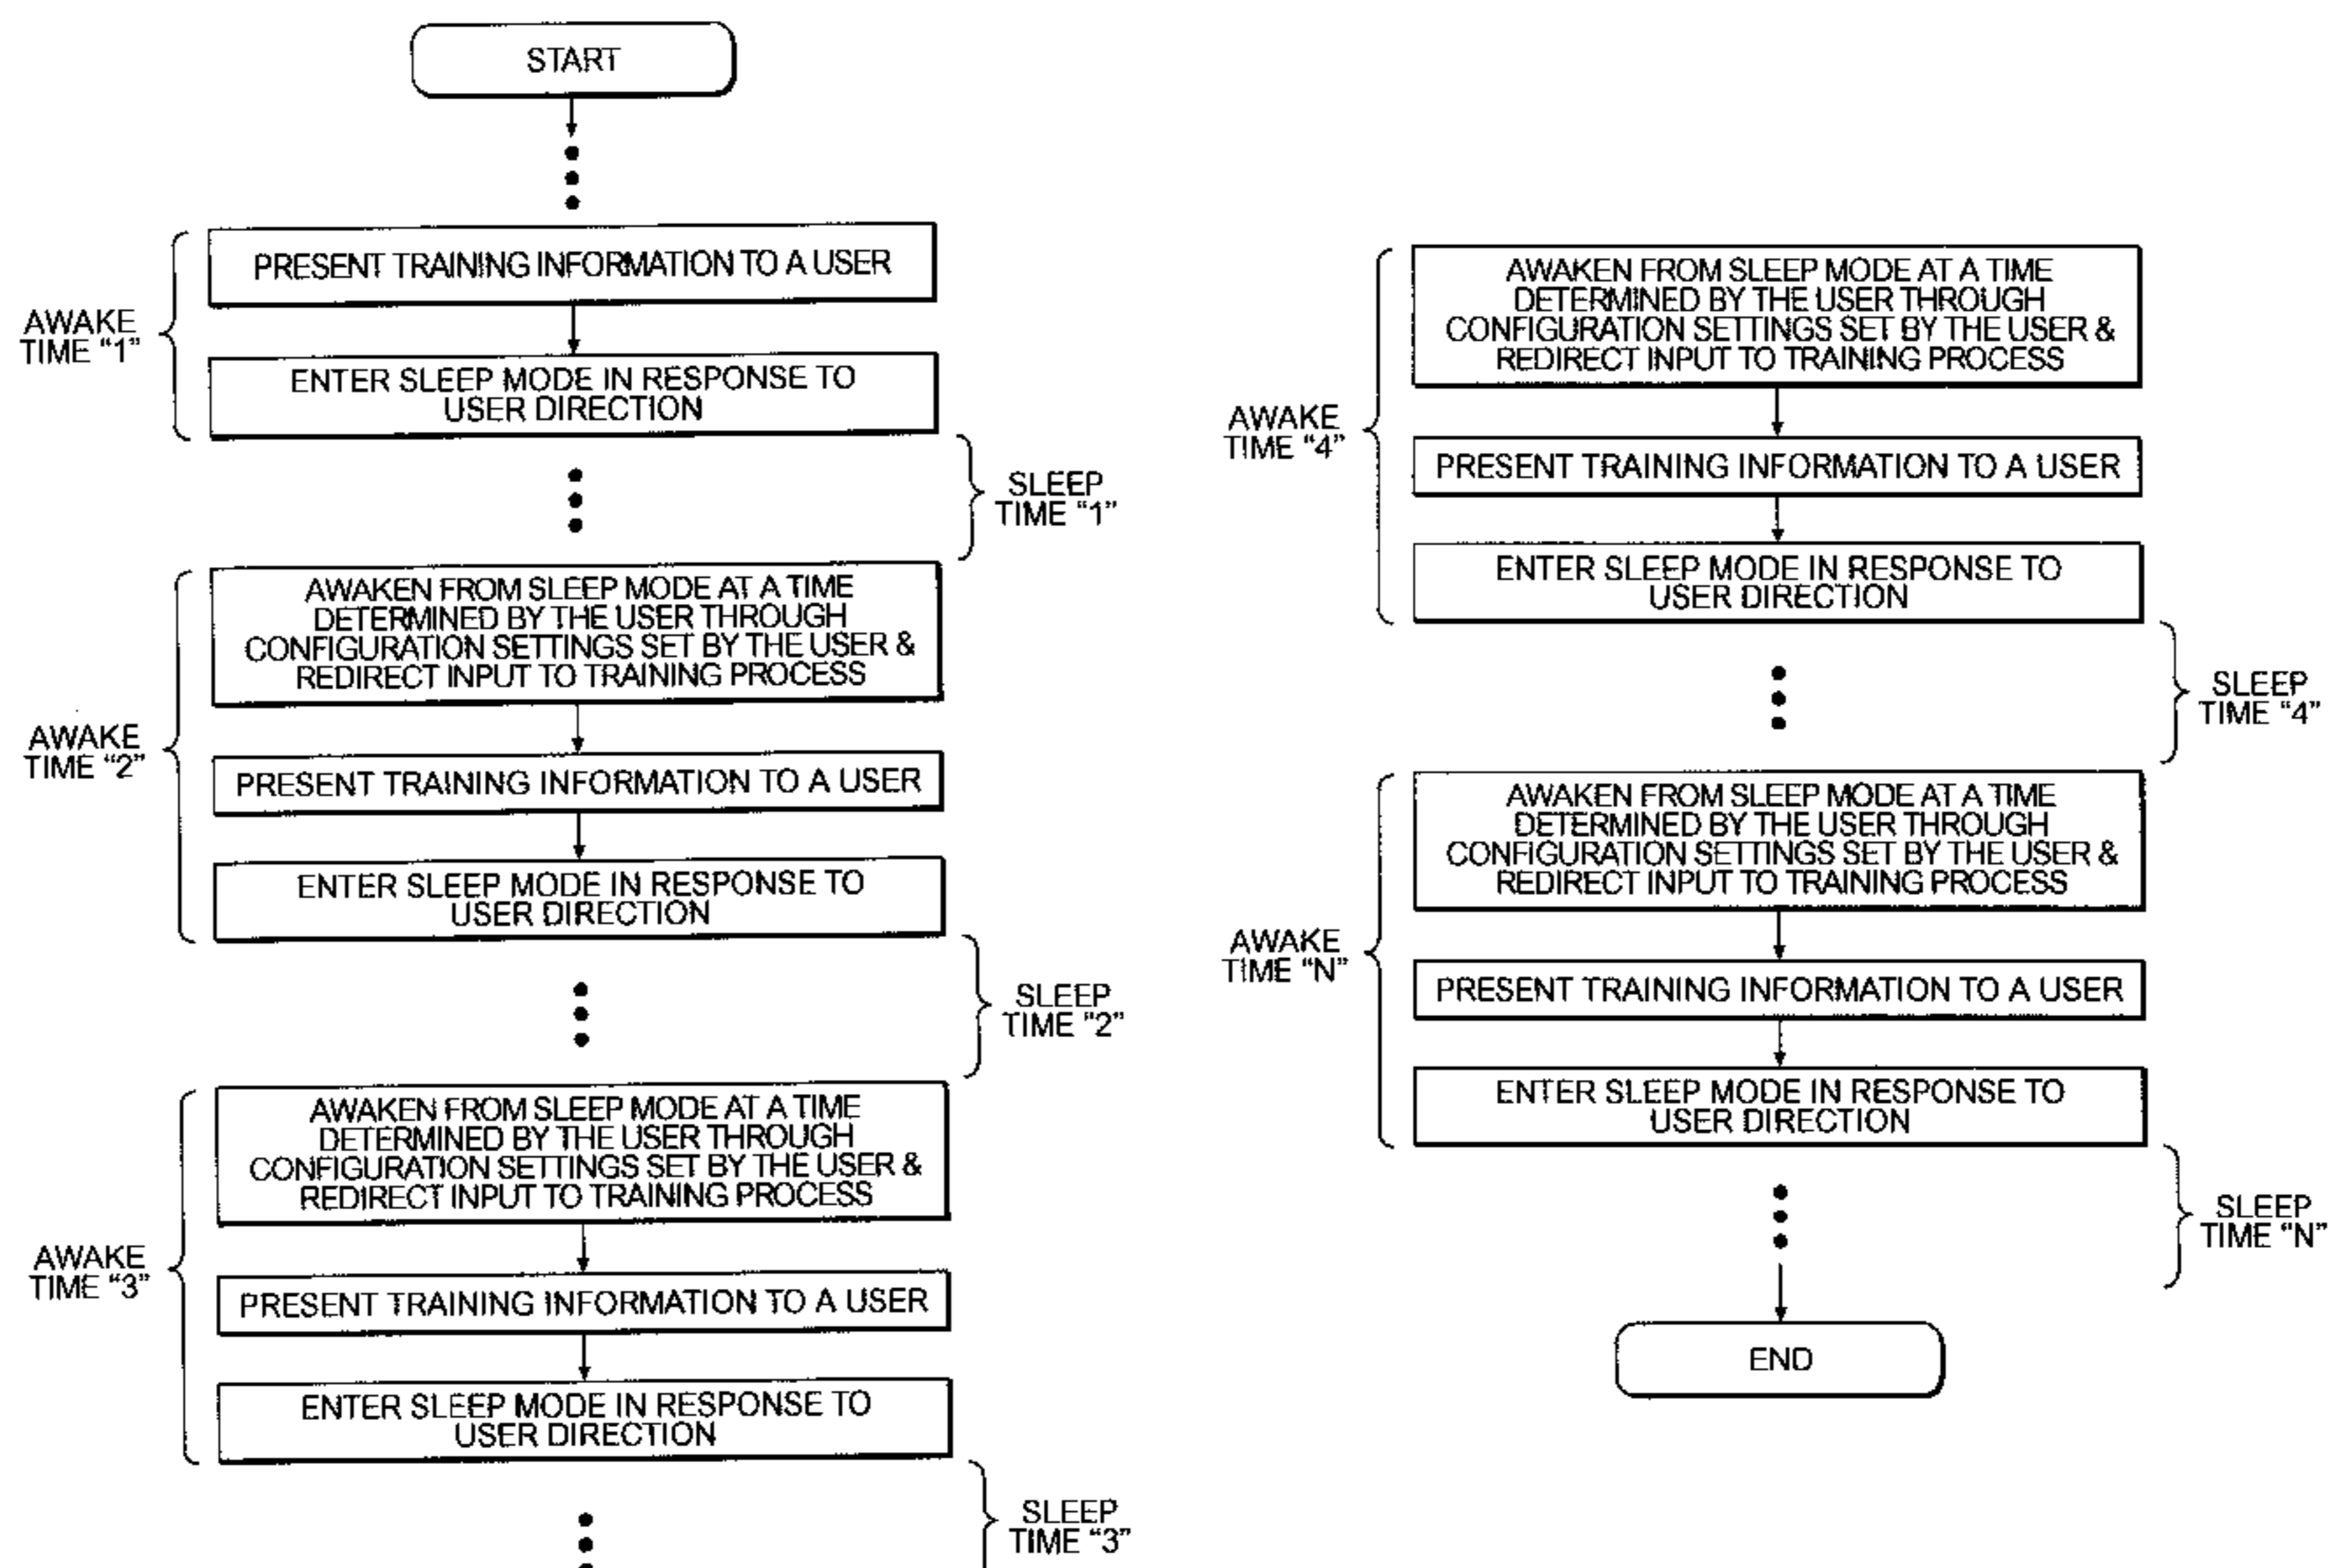 START
AWAKE
TIME "1"
PRESENT TRAINING INFORMATION TO A USER
ENTER SLEEP MODE IN RESPONSE TO
USER DIRECTION
SLEEP
TIME "1"
AWAKE
TIME "2"
AWAKEN FROM SLEEP MODE AT A TIME
DETERMINED BY THE USER THROUGH
CONFIGURATION SETTINGS SET BY THE USER &
REDIRECT INPUT TO TRAINING PROCESS
PRESENT TRAINING INFORMATION TO A USER
ENTER SLEEP MODE IN RESPONSE TO
USER DIRECTION
SLEEP
TIME "2"
AWAKE
TIME "3"
AWAKEN FROM SLEEP MODE AT A TIME
DETERMINED BY THE USER THROUGH
CONFIGURATION SETTINGS SET BY THE USER &
REDIRECT INPUT TO TRAINING PROCESS
PRESENT TRAINING INFORMATION TO A USER
ENTER SLEEP MODE IN RESPONSE TO
USER DIRECTION
SLEEP
TIME "3"
AWAKE
TIME "4"
AWAKEN FROM SLEEP MODE AT A TIME
DETERMINED BY THE USER THROUGH
CONFIGURATION SETTINGS SET BY THE USER &
REDIRECT INPUT TO TRAINING PROCESS
PRESENT TRAINING INFORMATION TO A USER
ENTER SLEEP MODE IN RESPONSE TO
USER DIRECTION
SLEEP
TIME "4"
AWAKE
TIME "N"
AWAKEN FROM SLEEP MODE AT A TIME
DETERMINED BY THE USER THROUGH
CONFIGURATION SETTINGS SET BY THE USER &
REDIRECT INPUT TO TRAINING PROCESS
PRESENT TRAINING INFORMATION TO A USER
ENTER SLEEP MODE IN RESPONSE TO
USER DIRECTION
SLEEP
TIME "N"
END